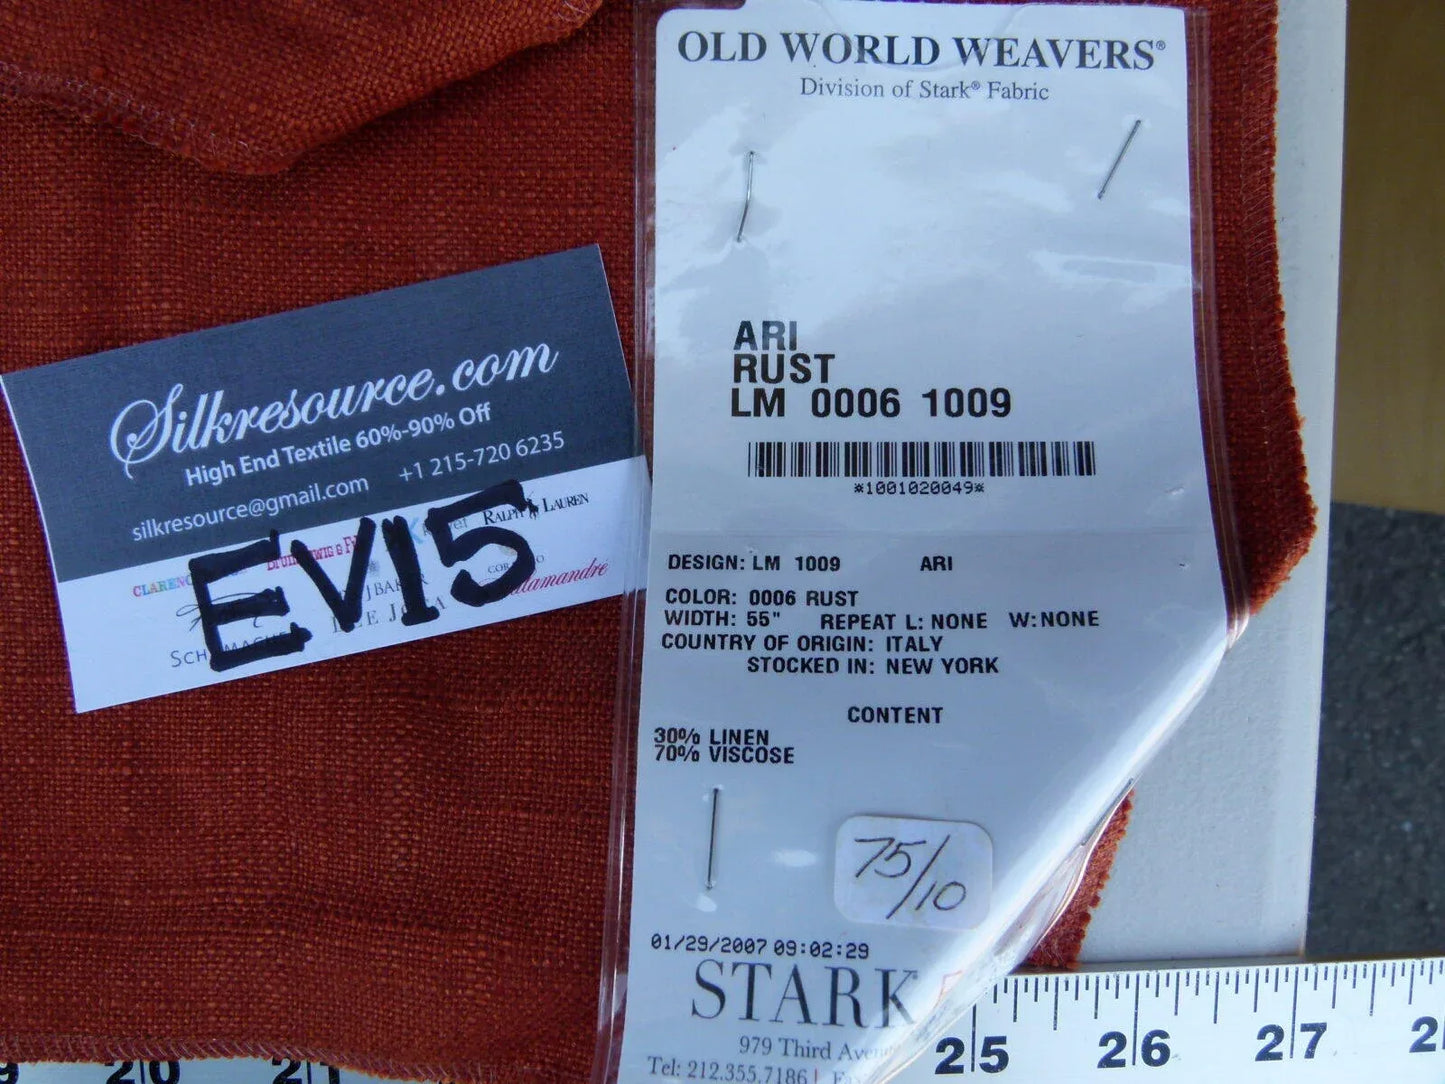 OLD WORLD WEAVERS®
Division of Stark® Fabric
ARI
RUST
LM 0006 1009
*1001020049*
DESIGN: LM 1009 ARI
COLOR: 0006 RUST
WIDTH: 55" REPEAT L: NONE W:NONE
COUNTRY OF ORIGIN: ITALY
STOCKED IN: NEW YORK
CONTENT
30% LINEN
70% VISCOSE
75/10
01/29/2007 09:02:29
STARK
979 Third
Tel: 212.355.7186
Silkresource.com
High End Textile 60%-90% Off
silkresource@gmail.com +1 215-720 6235
RALPH LAUREN
EV15
20 21 25 26 27